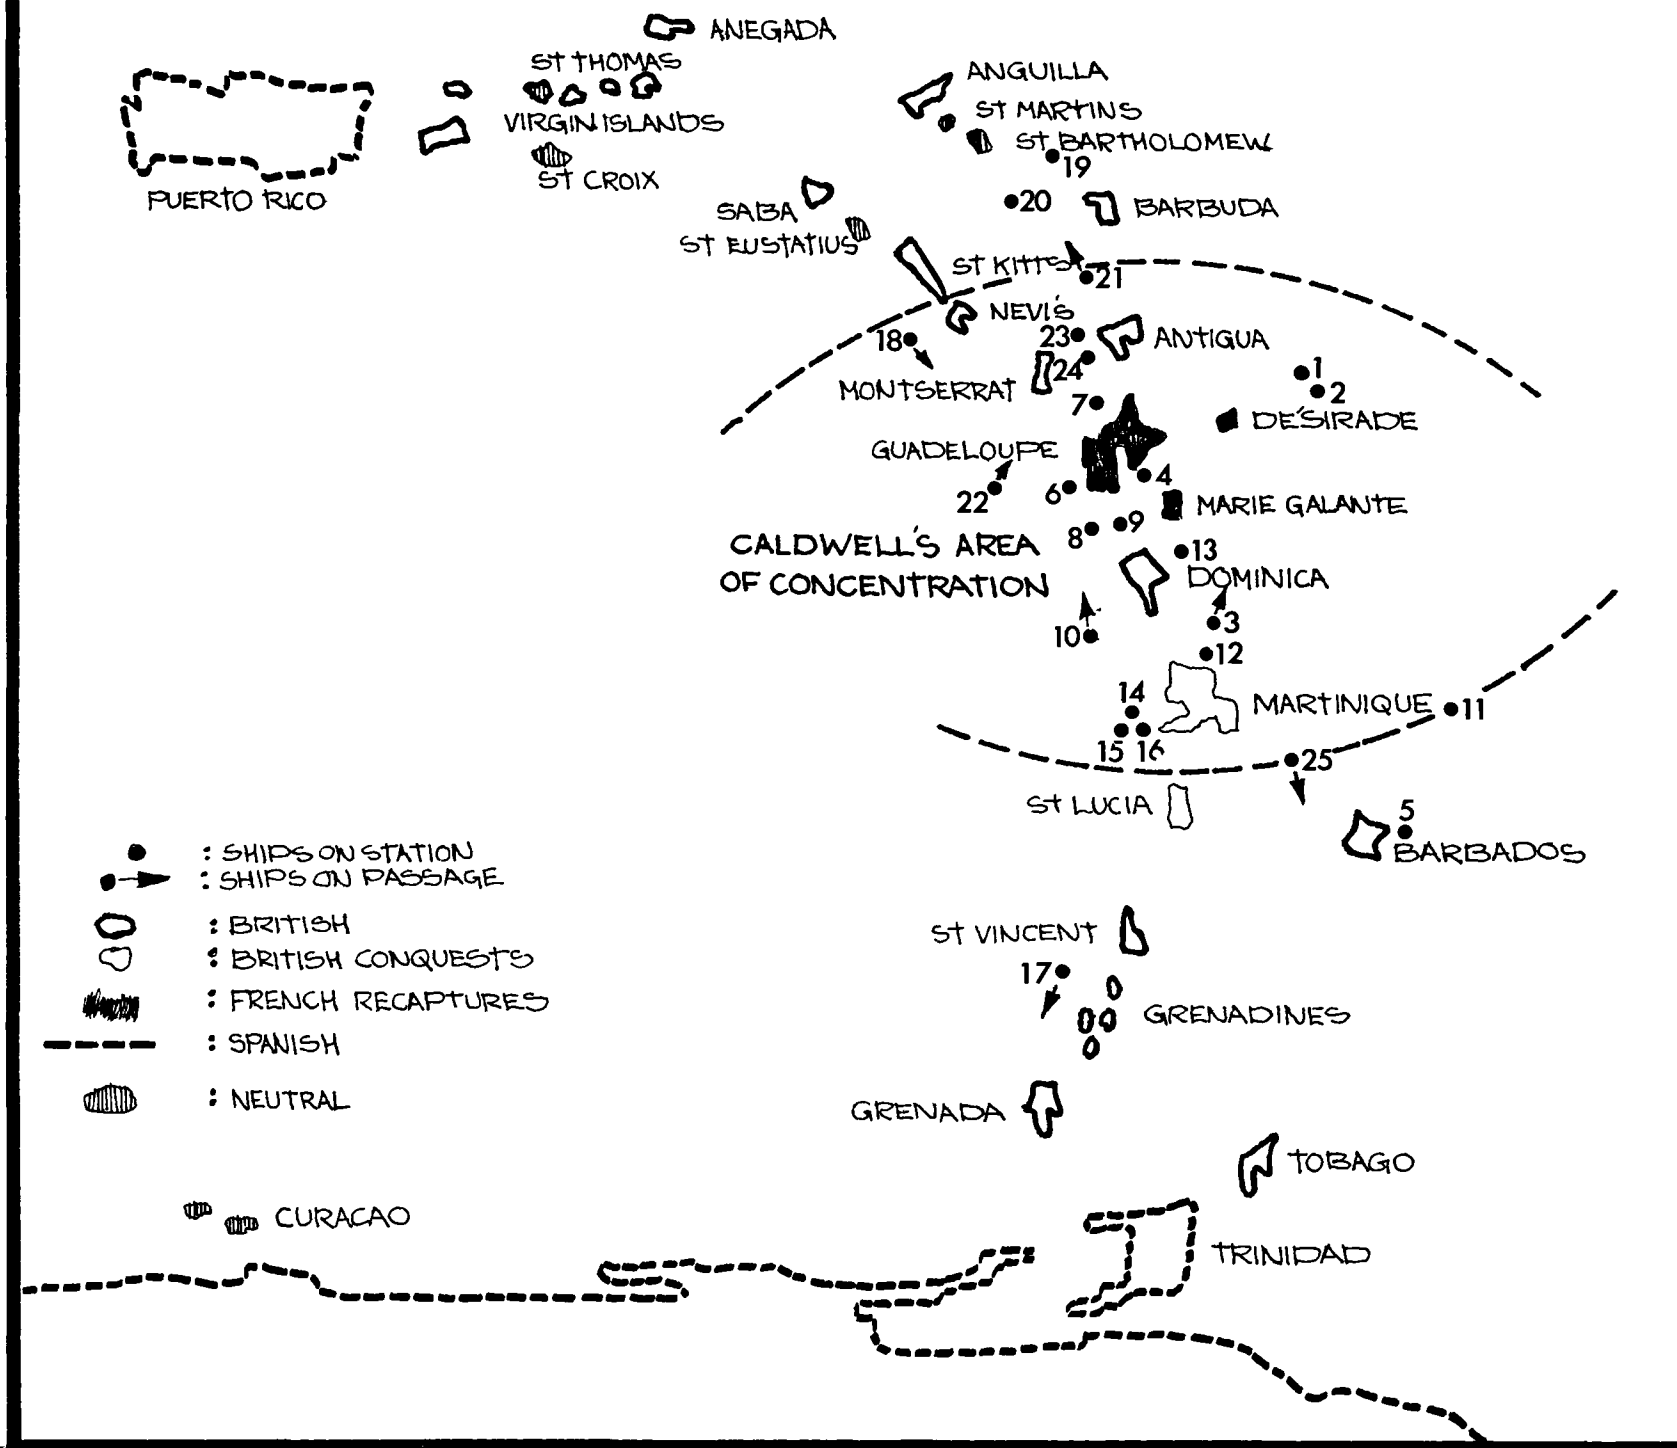 ANEGADA
ST THOMAS
VIRGIN ISLANDS
ST CROIX
PUERTO RICO
ANGUILLA
ST MARTINS
ST BARTHOLOMEW
19
20
BARBUDA
SABA
ST EUSTATIUS
ST KITTS
21
NEVIS
18
23
ANTIGUA
24
MONTSERRAT
1
2
7
DÉSIRADE
GUADELOUPE
4
22
6
MARIE GALANTE
8
9
CALDWELL'S AREA
OF CONCENTRATION
13
DOMINICA
3
10
12
14
MARTINIQUE
11
15
16
25
ST LUCIA
5
BARBADOS
: SHIPS ON STATION
: SHIPS ON PASSAGE
: BRITISH
: BRITISH CONQUESTS
: FRENCH RECAPTURES
: SPANISH
: NEUTRAL
ST VINCENT
17
GRENADINES
GRENADA
TOBAGO
CURACAO
TRINIDAD